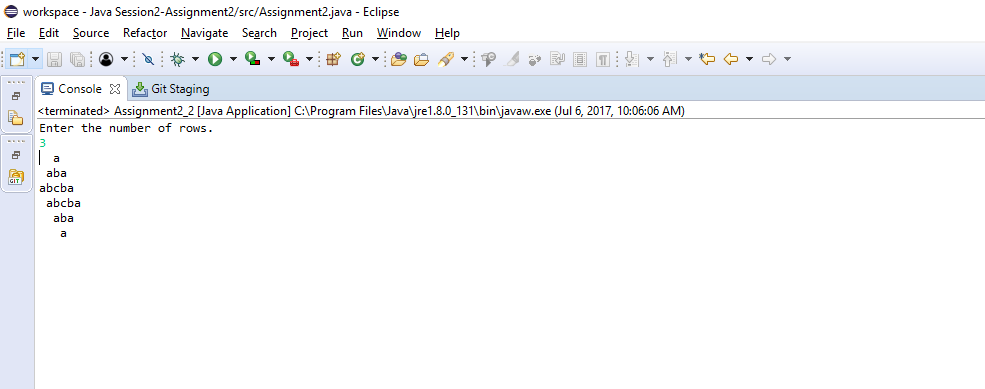 workspace - Java Session2-Assignment2/src/Assignment2.java - Eclipse
File Edit Source Refactor Navigate Search Project Run Window Help
Console Git Staging
<terminated> Assignment2_2 [Java Application] C:\Program Files\Java\jre1.8.0_131\bin\javaw.exe (Jul 6, 2017, 10:06:06 AM)
Enter the number of rows.
3
  a
 aba
abcba
 abcba
  aba
   a